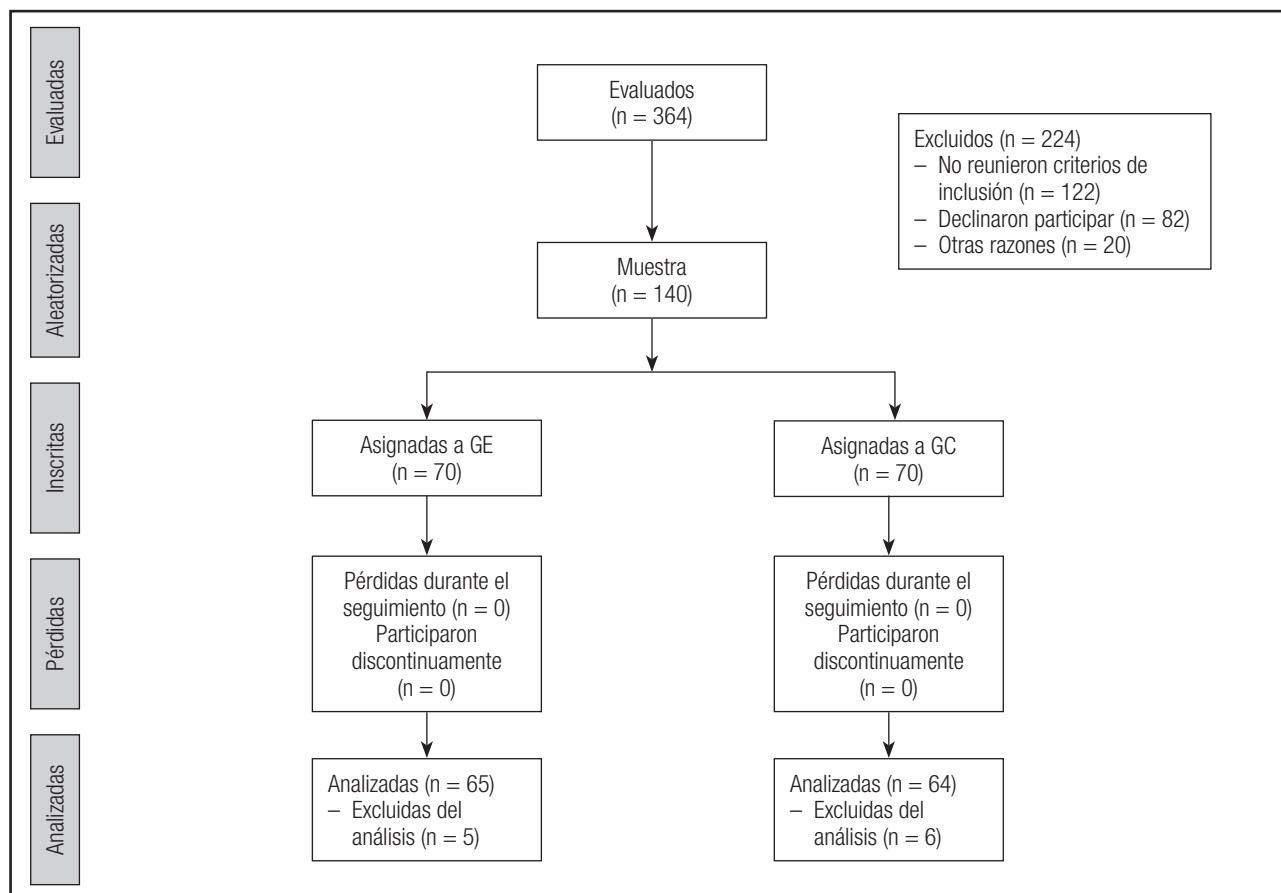 Evaluadas
Evaluados
(n = 364)
Excluidos (n = 224)
– No reunieron criterios de
inclusión (n = 122)
– Declinaron participar (n = 82)
– Otras razones (n = 20)
Aleatorizadas
Muestra
(n = 140)
Inscritas
Asignadas a GE
(n = 70)
Asignadas a GC
(n = 70)
Pérdidas
Pérdidas durante el
seguimiento (n = 0)
Participaron
discontinuamente
(n = 0)
Pérdidas durante el
seguimiento (n = 0)
Participaron
discontinuamente
(n = 0)
Analizadas
Analizadas (n = 65)
– Excluidas del
análisis (n = 5)
Analizadas (n = 64)
– Excluidas del
análisis (n = 6)